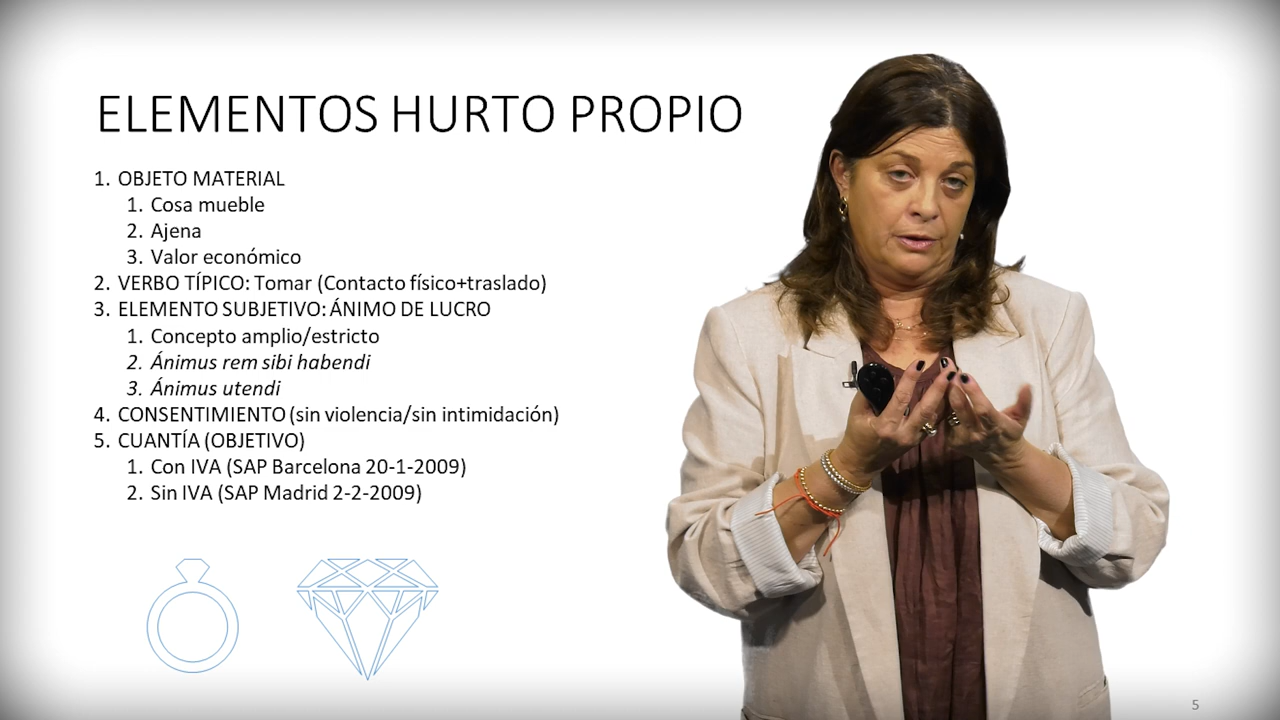 ELEMENTOS HURTO PROPIO
1. OBJETO MATERIAL
1. Cosa mueble
2. Ajena
3. Valor económico
2. VERBO TÍPICO: Tomar (Contacto físico+traslado)
3. ELEMENTO SUBJETIVO: ÁNIMO DE LUCRO
1. Concepto amplio/estricto
2. Ánimus rem sibi habendi
3. Ánimus utendi
4. CONSENTIMIENTO (sin violencia/sin intimidación)
5. CUANTÍA (OBJETIVO)
1. Con IVA (SAP Barcelona 20-1-2009)
2. Sin IVA (SAP Madrid 2-2-2009)
5